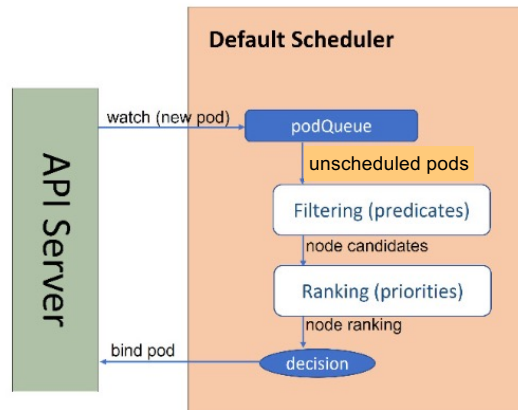 Default Scheduler
API Server
watch (new pod)
podQueue
unscheduled pods
Filtering (predicates)
node candidates
Ranking (priorities)
node ranking
bind pod
decision